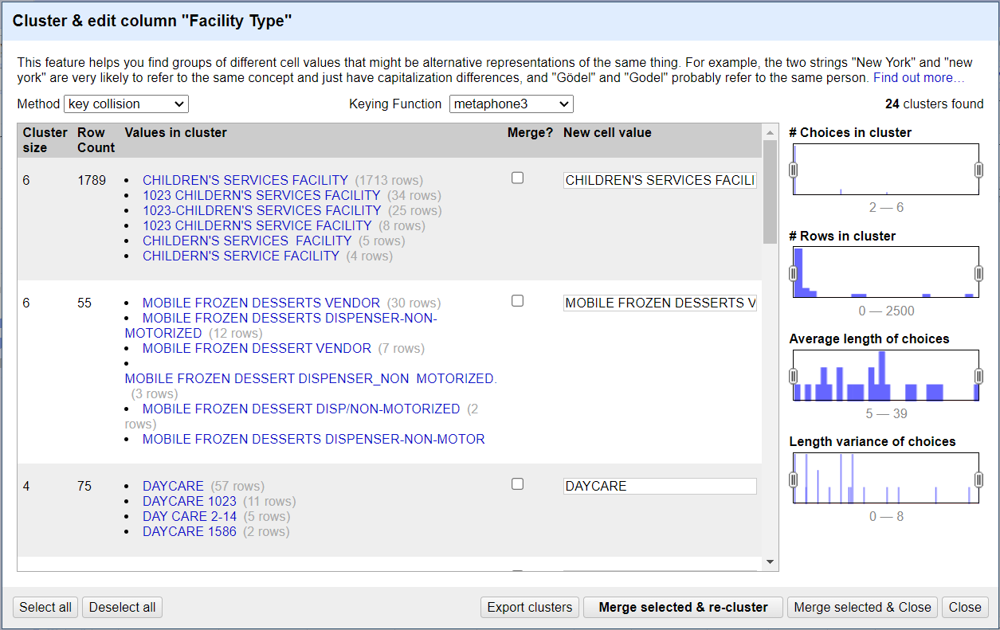 Cluster & edit column "Facility Type"
This feature helps you find groups of different cell values that might be alternative representations of the same thing. For example, the two strings "New York" and "new
york" are very likely to refer to the same concept and just have capitalization differences, and "Gödel" and "Godel" probably refer to the same person. Find out more...
Method key collision Keying Function metaphone3 24 clusters found
Cluster size Row Count Values in cluster Merge? New cell value
6 1789 • CHILDREN'S SERVICES FACILITY (1713 rows) CHILDREN'S SERVICES FACILI
• 1023 CHILDERN'S SERVICES FACILITY (34 rows)
• 1023-CHILDREN'S SERVICES FACILITY (25 rows)
• 1023 CHILDERN'S SERVICE FACILITY (8 rows)
• CHILDERN'S SERVICES  FACILITY (5 rows)
• CHILDERN'S SERVICE FACILITY (4 rows)
6 55 • MOBILE FROZEN DESSERTS VENDOR (30 rows) MOBILE FROZEN DESSERTS V
• MOBILE FROZEN DESSERTS DISPENSER-NON-
MOTORIZED (12 rows)
• MOBILE FROZEN DESSERT VENDOR (7 rows)
•
MOBILE FROZEN DESSERT DISPENSER_NON  MOTORIZED.
(3 rows)
• MOBILE FROZEN DESSERT DISP/NON-MOTORIZED (2
rows)
• MOBILE FROZEN DESSERTS DISPENSER-NON-MOTOR
4 75 • DAYCARE (57 rows) DAYCARE
• DAYCARE 1023 (11 rows)
• DAY CARE 2-14 (5 rows)
• DAYCARE 1586 (2 rows)
# Choices in cluster
2 — 6
# Rows in cluster
0 — 2500
Average length of choices
5 — 39
Length variance of choices
0 — 8
Select all Deselect all Export clusters Merge selected & re-cluster Merge selected & Close Close